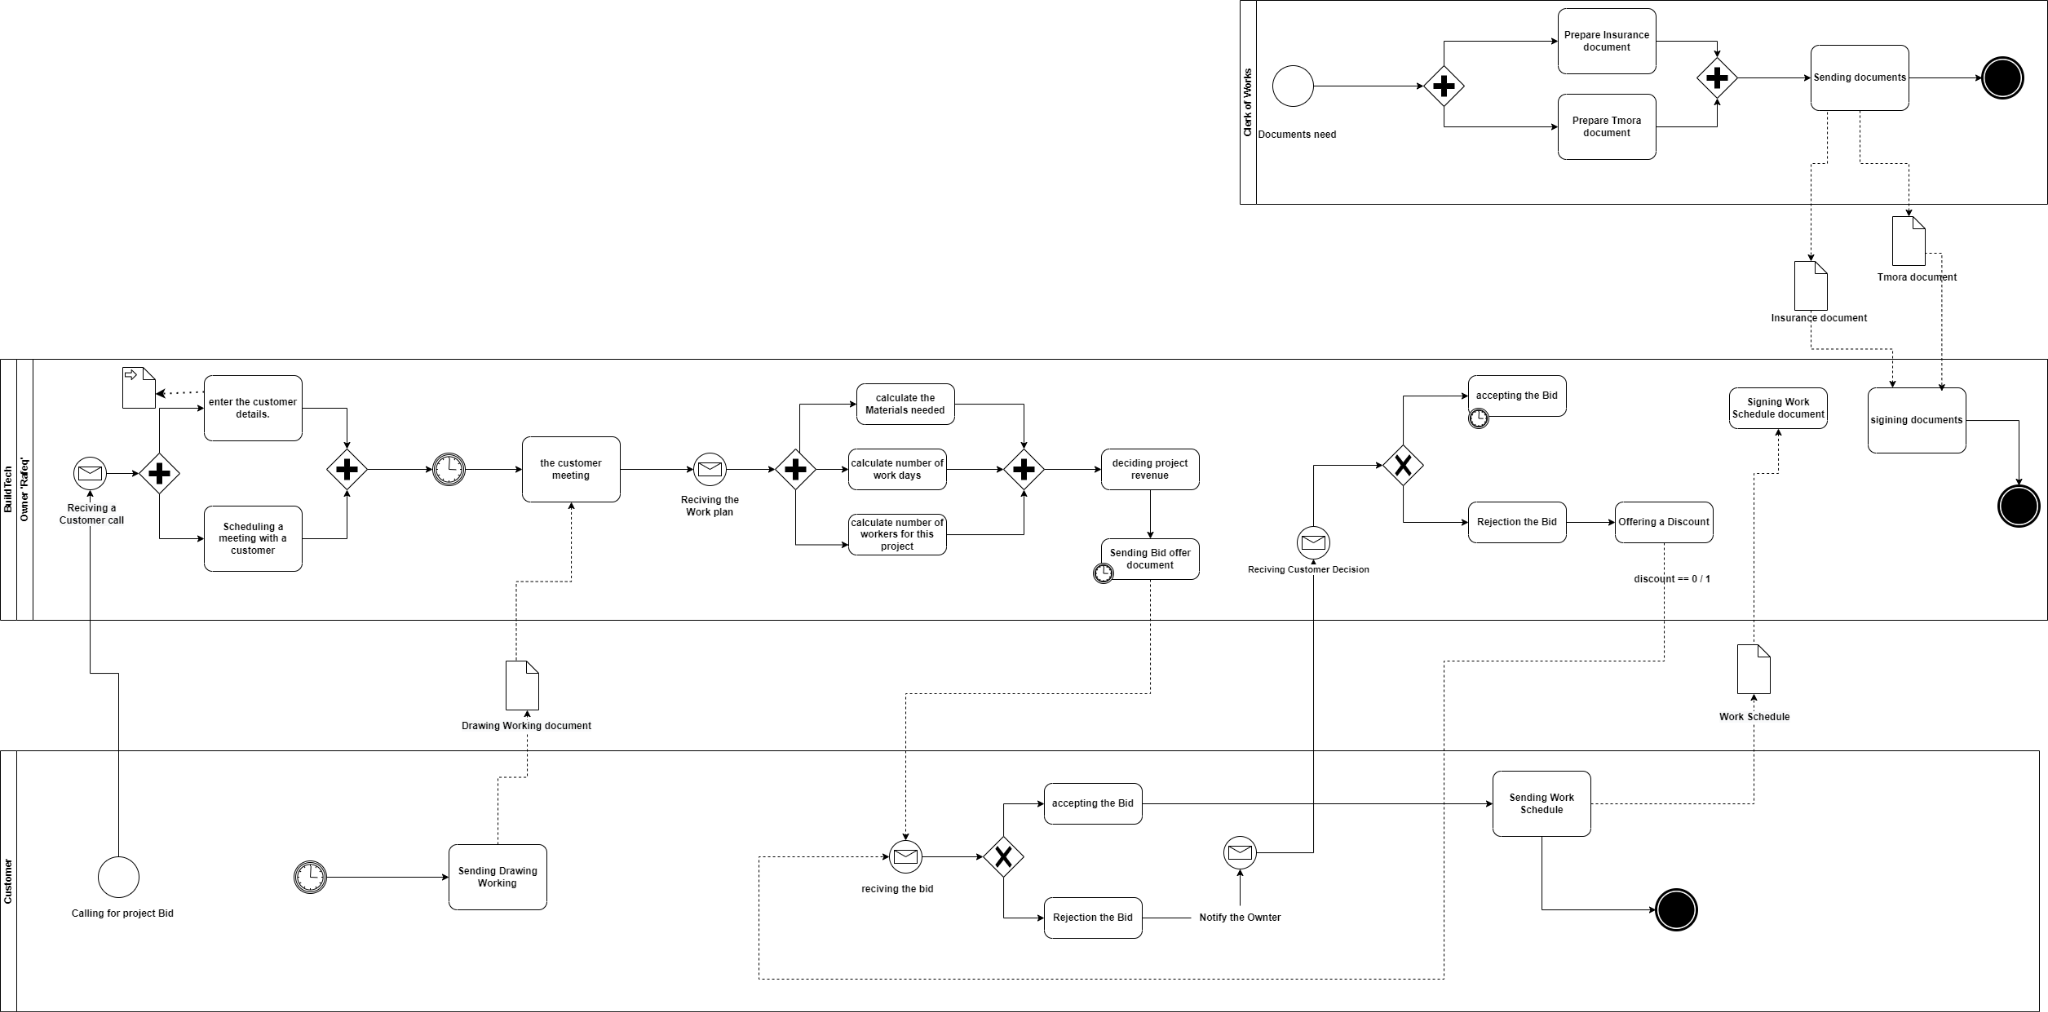 Clerk of Works
Documents need
Prepare Insurance
document
Prepare Tmora
document
Sending documents
Tmora document
Insurance document
BuildTech
Owner 'Rafeq'
Reciving a
Customer call
enter the customer
details.
Scheduling a
meeting with a
customer
the customer
meeting
Reciving the
Work plan
calculate the
Materials needed
calculate number of
work days
calculate number of
workers for this
project
deciding project
revenue
Sending Bid offer
document
Reciving Customer Decision
accepting the Bid
Rejection the Bid
Offering a Discount
discount == 0 / 1
Signing Work
Schedule document
sigining documents
Drawing Working document
Work Schedule
Customer
Calling for project Bid
Sending Drawing
Working
reciving the bid
accepting the Bid
Rejection the Bid
Notify the Ownter
Sending Work
Schedule